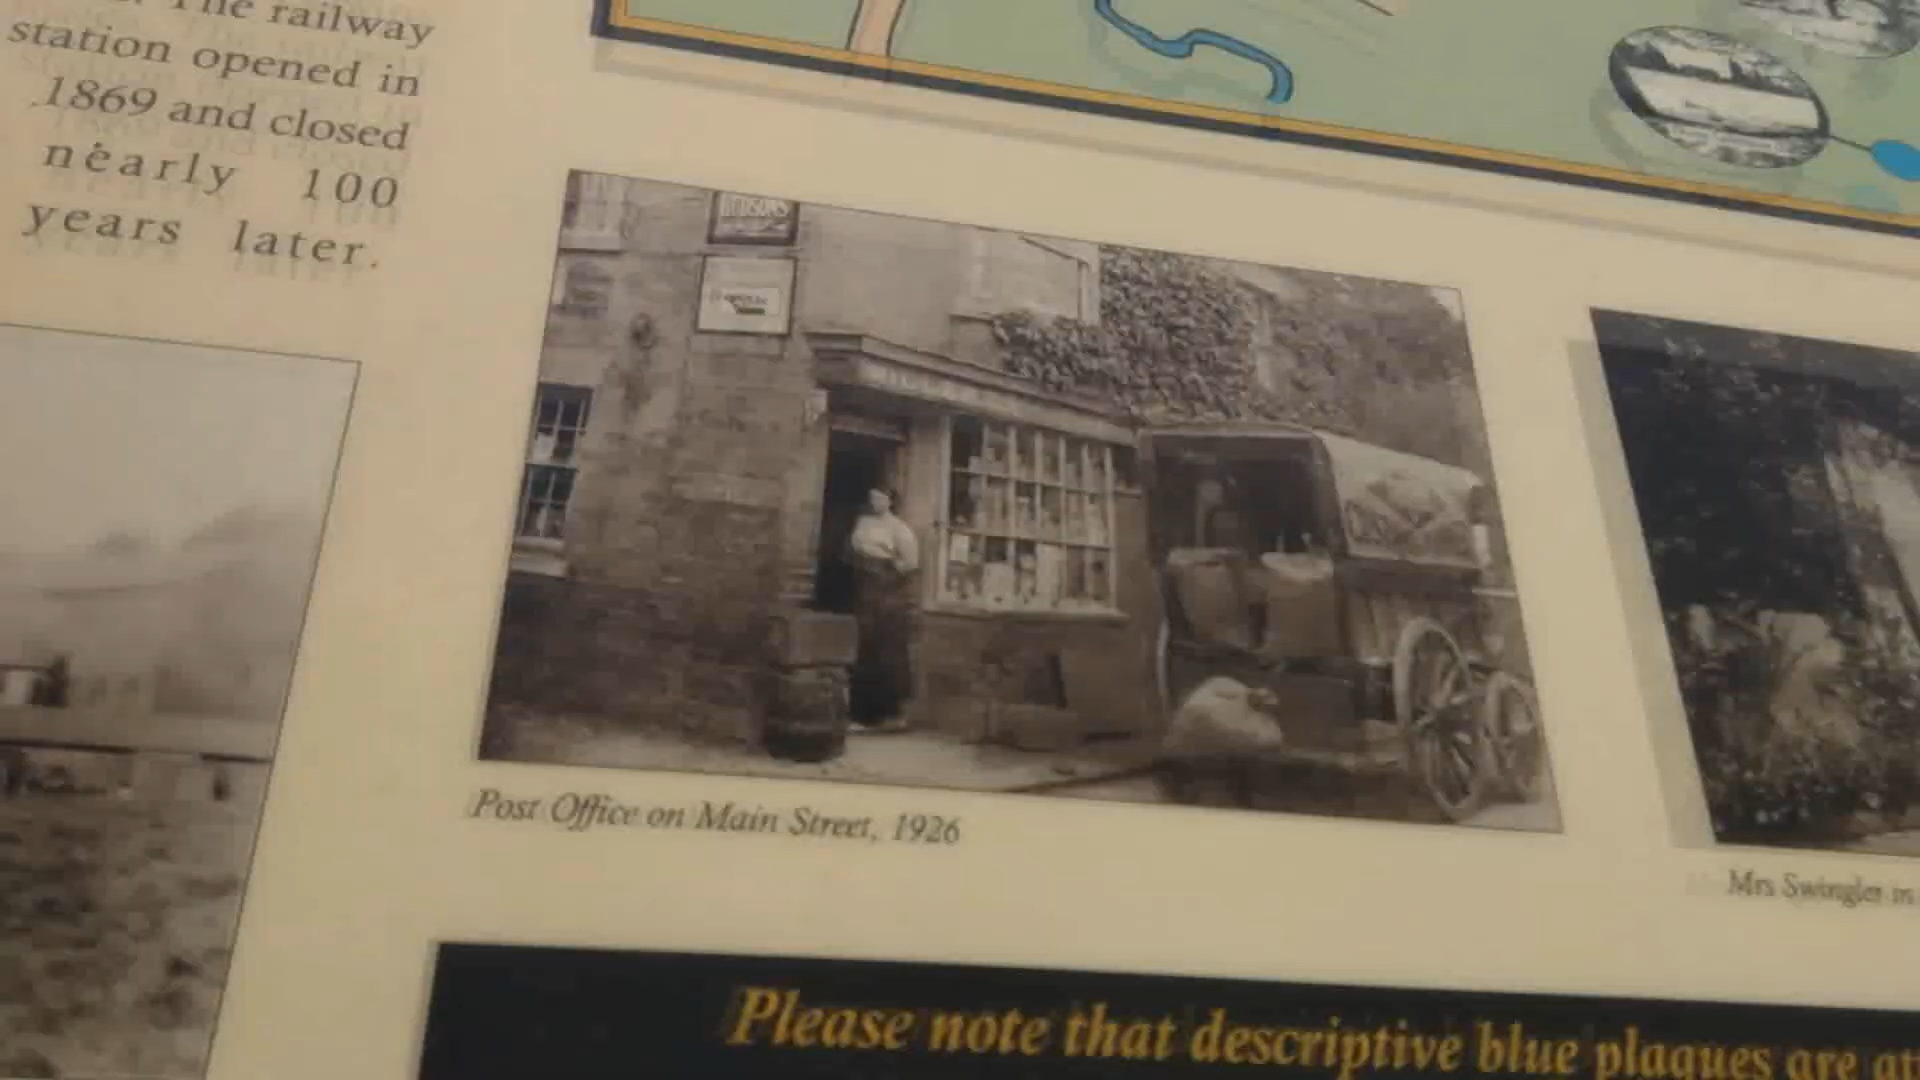 The railway
station opened in
1869 and closed
nearly 100
years later.
Post Office on Main Street, 1926
Mrs Swingler in
Please note that descriptive blue plaques are